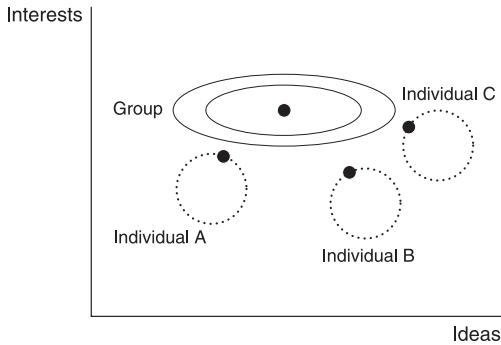 Interests
Individual C
Group
Individual A
Individual B
Ideas